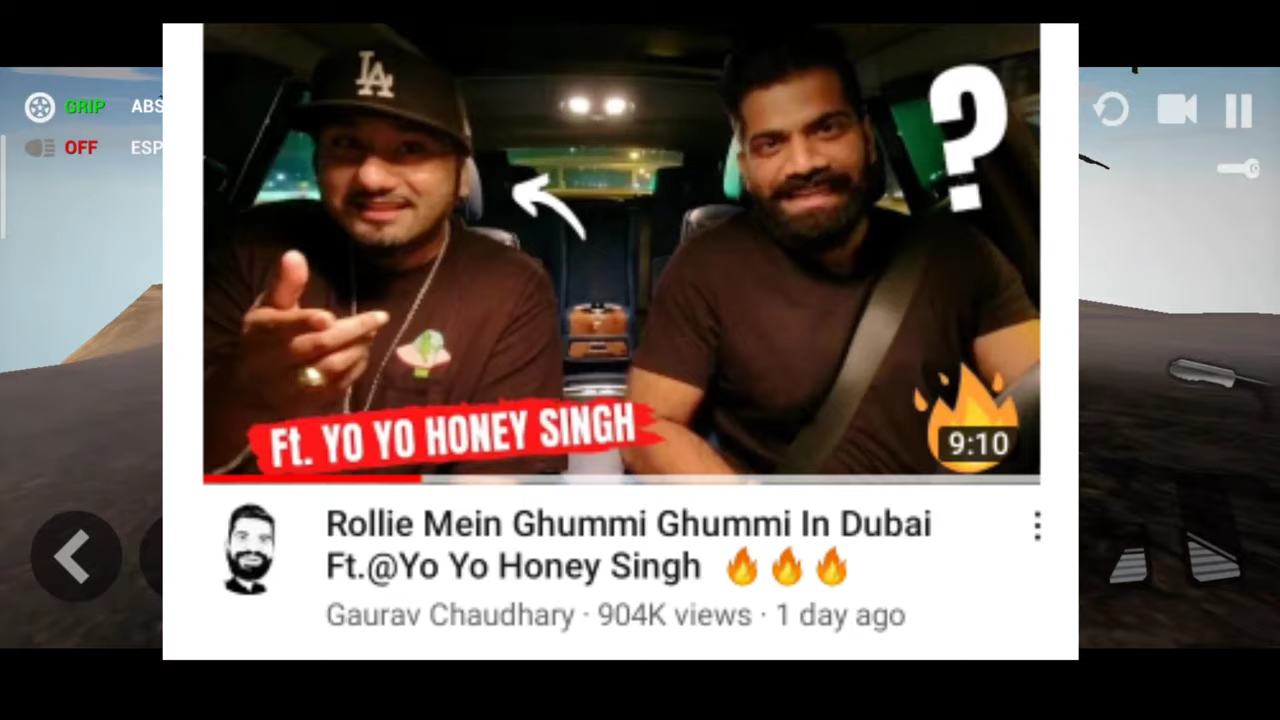 GRIP ABS
OFF ESP
LA
?
Ft. YO YO HONEY SINGH
9:10
Rollie Mein Ghummi Ghummi In Dubai
Ft.@Yo Yo Honey Singh 🔥🔥🔥
Gaurav Chaudhary · 904K views · 1 day ago